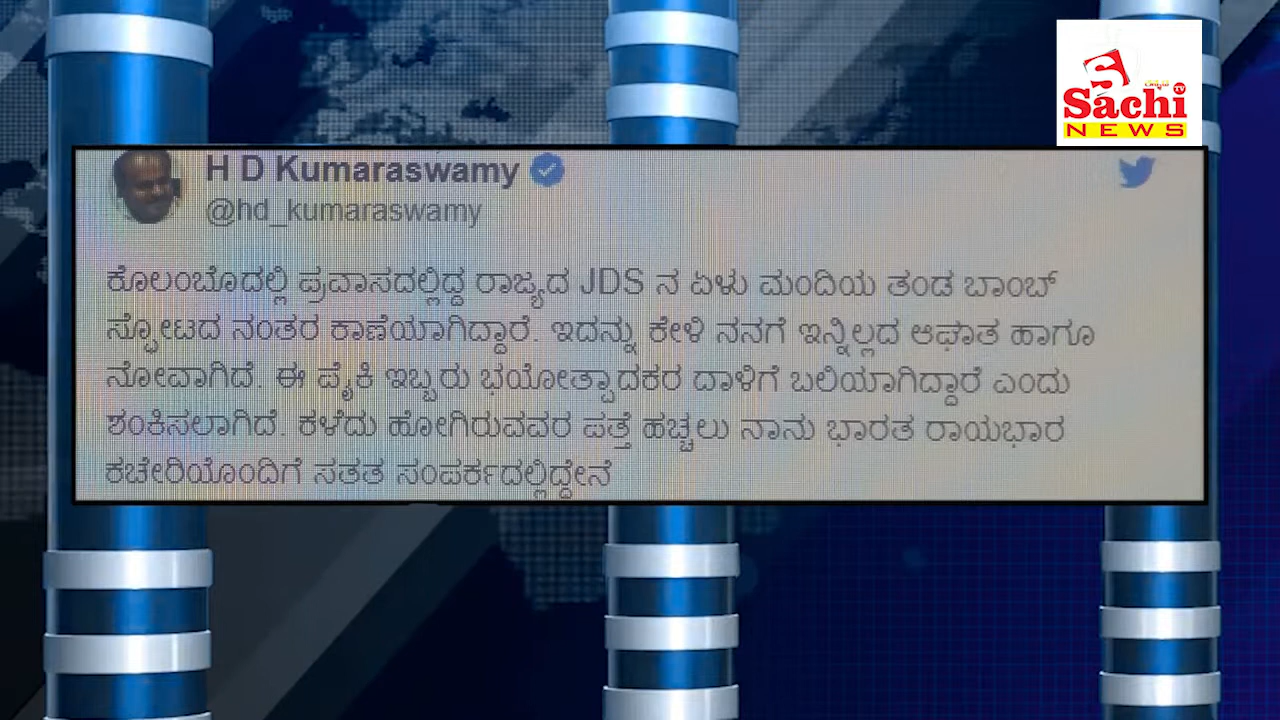 Sachi TV
NEWS
H D Kumaraswamy
@hd_kumaraswamy
ಕೊಲಂಬೊದಲ್ಲಿ ಪ್ರವಾಸದಲ್ಲಿದ್ದ ರಾಜ್ಯದ JDS ನ ಏಳು ಮಂದಿಯ ತಂಡ ಬಾಂಬ್
ಸ್ಫೋಟದ ನಂತರ ಕಾಣೆಯಾಗಿದ್ದಾರೆ. ಇದನ್ನು ಕೇಳಿ ನನಗೆ ಇನ್ನಿಲ್ಲದ ಆಘಾತ ಹಾಗೂ
ನೋವಾಗಿದೆ. ಈ ಪೈಕಿ ಇಬ್ಬರು ಭಯೋತ್ಪಾದಕರ ದಾಳಿಗೆ ಬಲಿಯಾಗಿದ್ದಾರೆ ಎಂದು
ಶಂಕಿಸಲಾಗಿದೆ. ಕಳೆದು ಹೋಗಿರುವವರ ಪತ್ತೆ ಹಚ್ಚಲು ನಾನು ಭಾರತ ರಾಯಭಾರ
ಕಚೇರಿಯೊಂದಿಗೆ ಸತತ ಸಂಪರ್ಕದಲ್ಲಿದ್ದೇನೆ